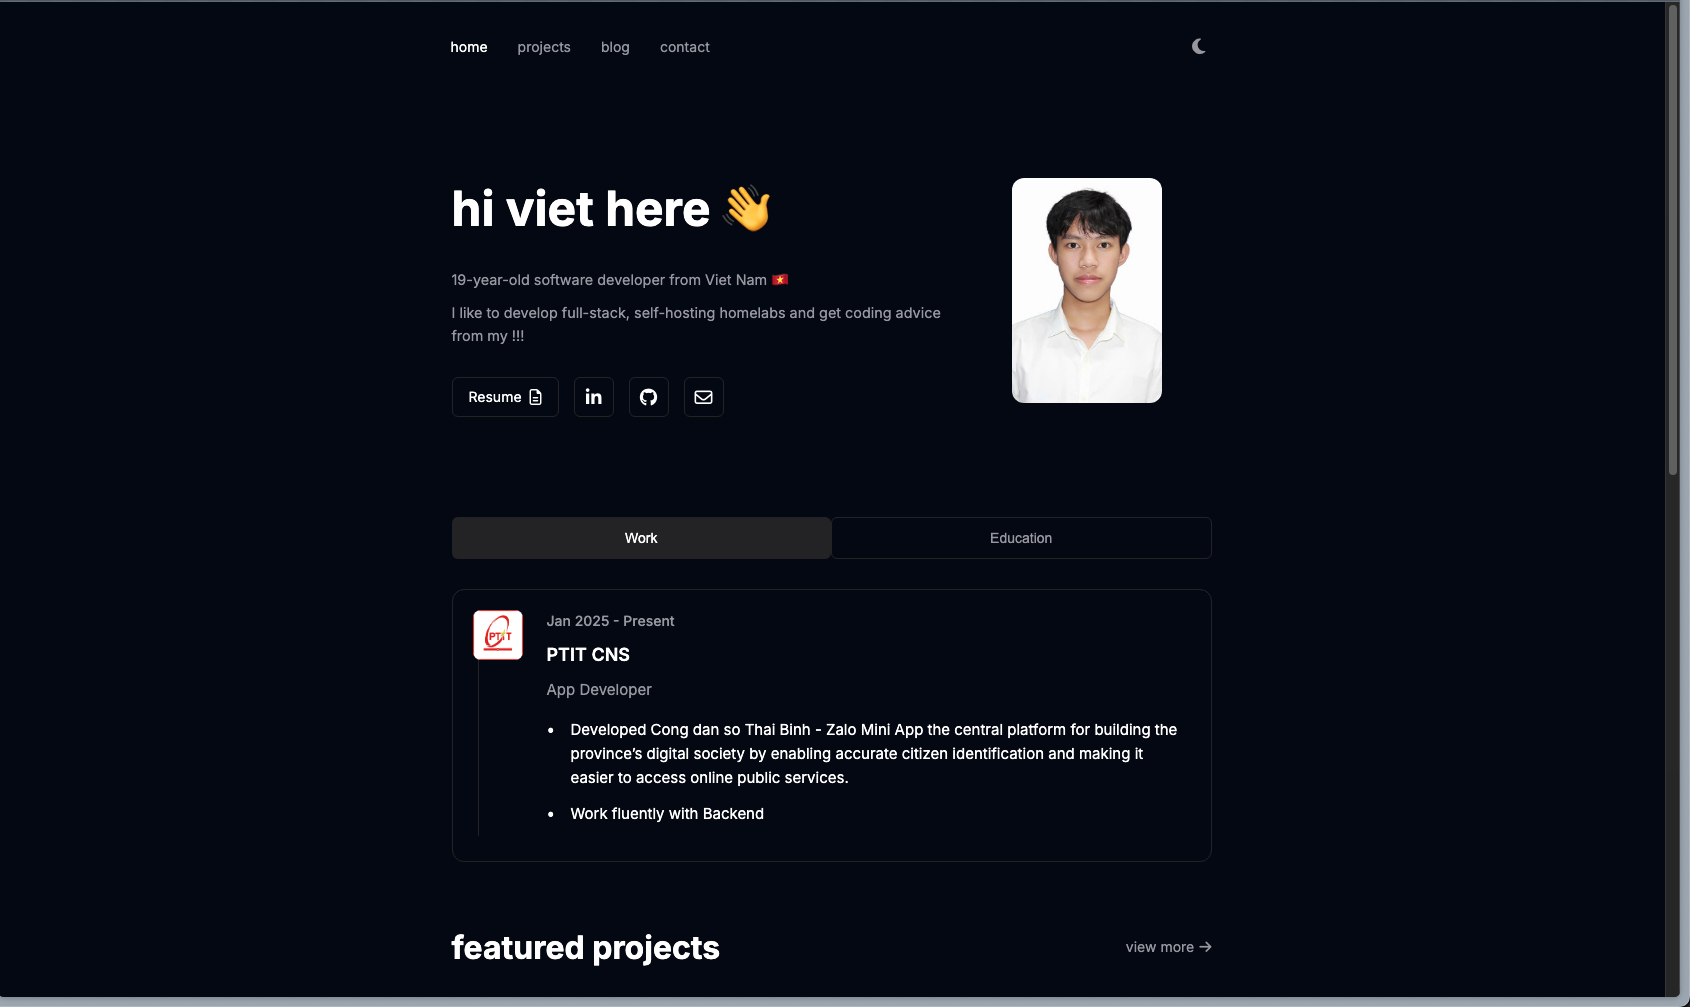 home projects blog contact
hi viet here 👋
19-year-old software developer from Viet Nam 🇻🇳
I like to develop full-stack, self-hosting homelabs and get coding advice
from my !!!
Resume
in
Work Education
PTIT
Jan 2025 - Present
PTIT CNS
App Developer
• Developed Cong dan so Thai Binh - Zalo Mini App the central platform for building the
province’s digital society by enabling accurate citizen identification and making it
easier to access online public services.
• Work fluently with Backend
featured projects
view more →